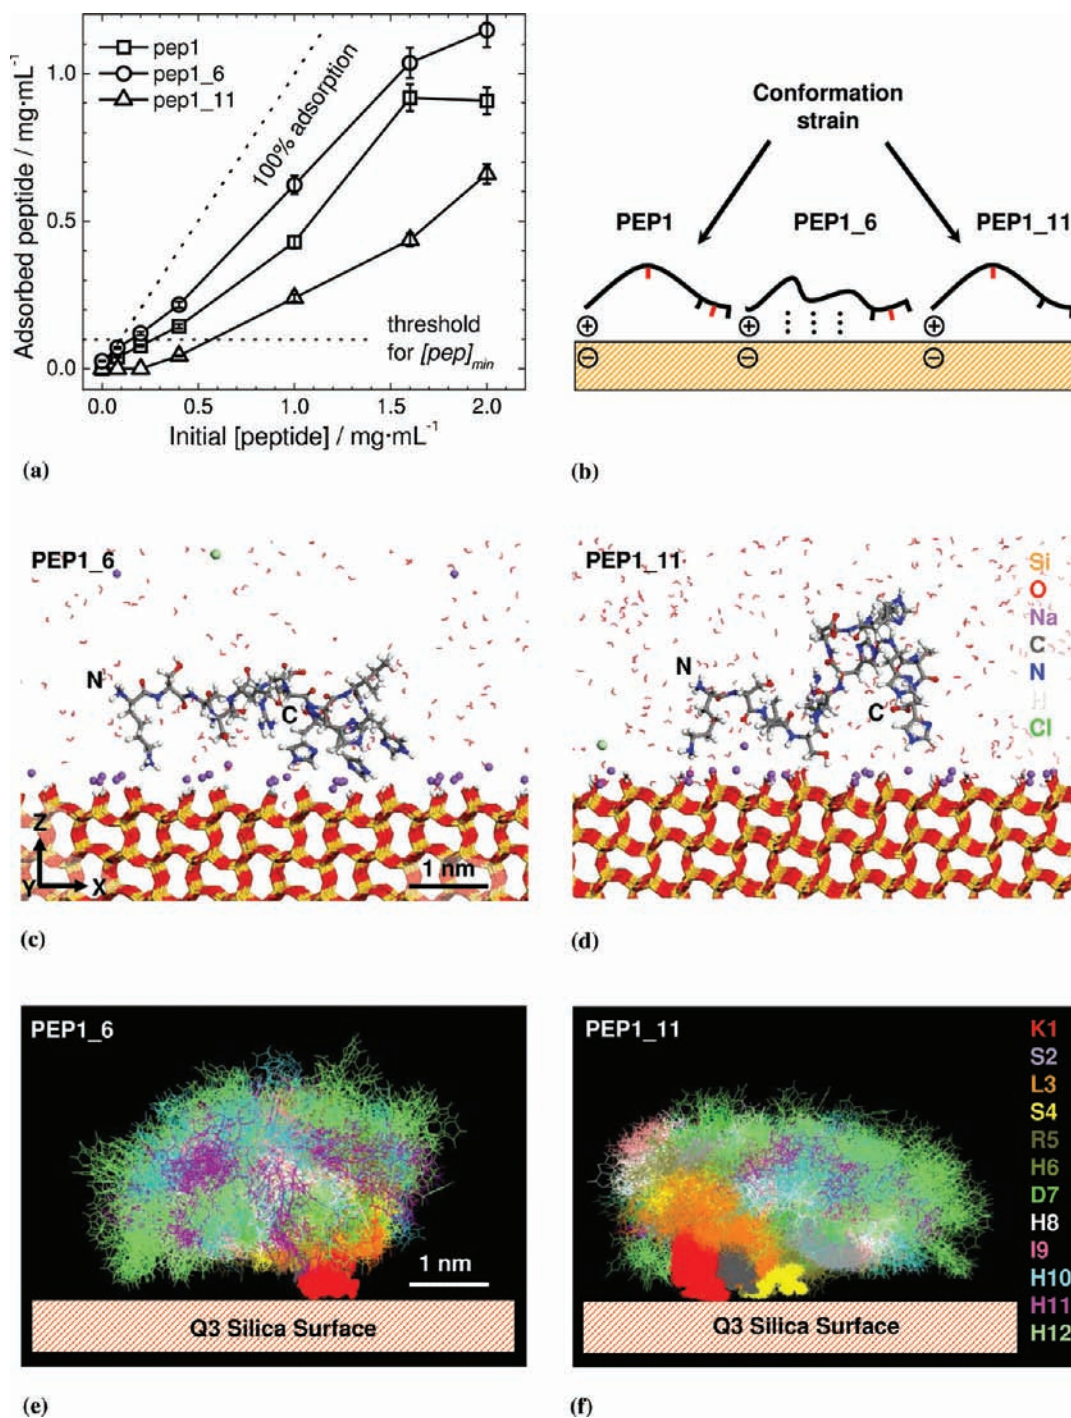 pep1
pep1_6
pep1_11
100% adsorption
threshold
for [pep]min
Adsorbed peptide / mg·mL⁻¹
1.0
0.5
0.0
0.0 0.5 1.0 1.5 2.0
Initial [peptide] / mg·mL⁻¹
(a)
Conformation
strain
PEP1 PEP1_6 PEP1_11
+ + +
− − −
(b)
PEP1_6
N
C
Z
Y X
1 nm
(c)
PEP1_11
N
C
Si
O
Na
C
N
H
Cl
(d)
PEP1_6
1 nm
Q3 Silica Surface
(e)
PEP1_11
K1
S2
L3
S4
R5
H6
D7
H8
I9
H10
H11
H12
Q3 Silica Surface
(f)